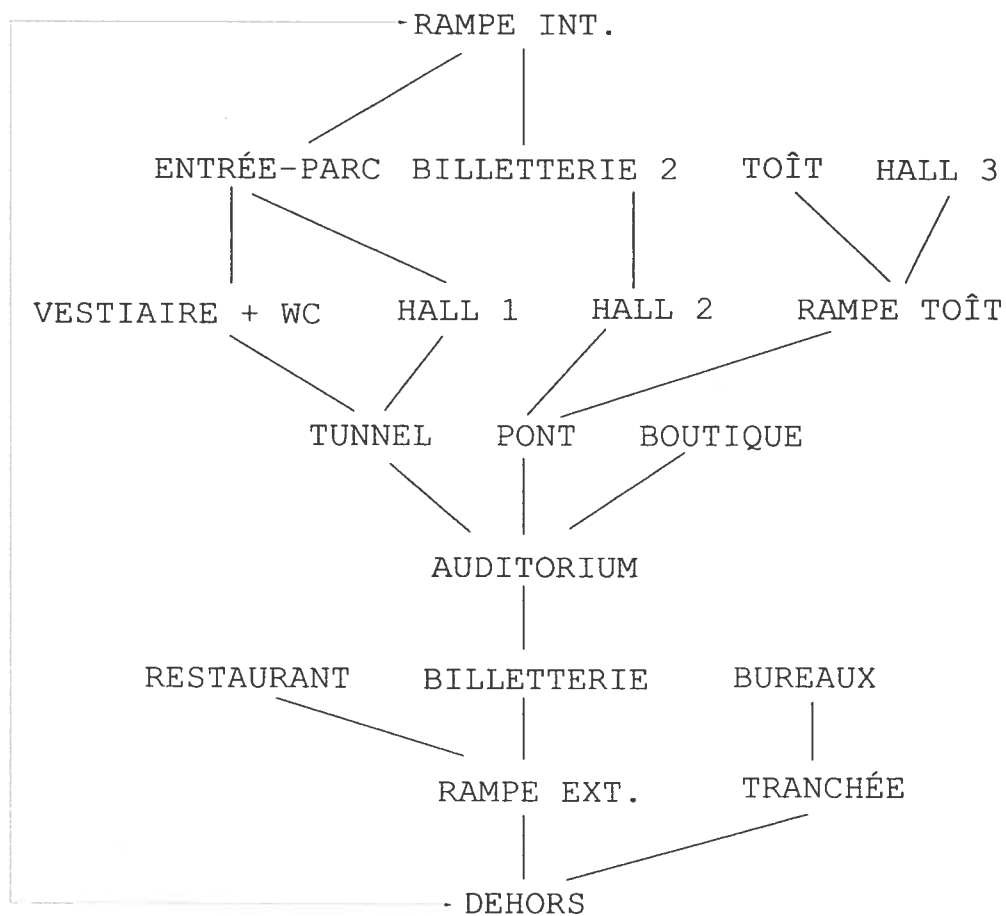 RAMPE INT.
ENTRÉE-PARC BILLETTERIE 2 TOÎT HALL 3
VESTIAIRE + WC HALL 1 HALL 2 RAMPE TOÎT
TUNNEL PONT BOUTIQUE
AUDITORIUM
RESTAURANT BILLETTERIE BUREAUX
RAMPE EXT. TRANCHÉE
DEHORS